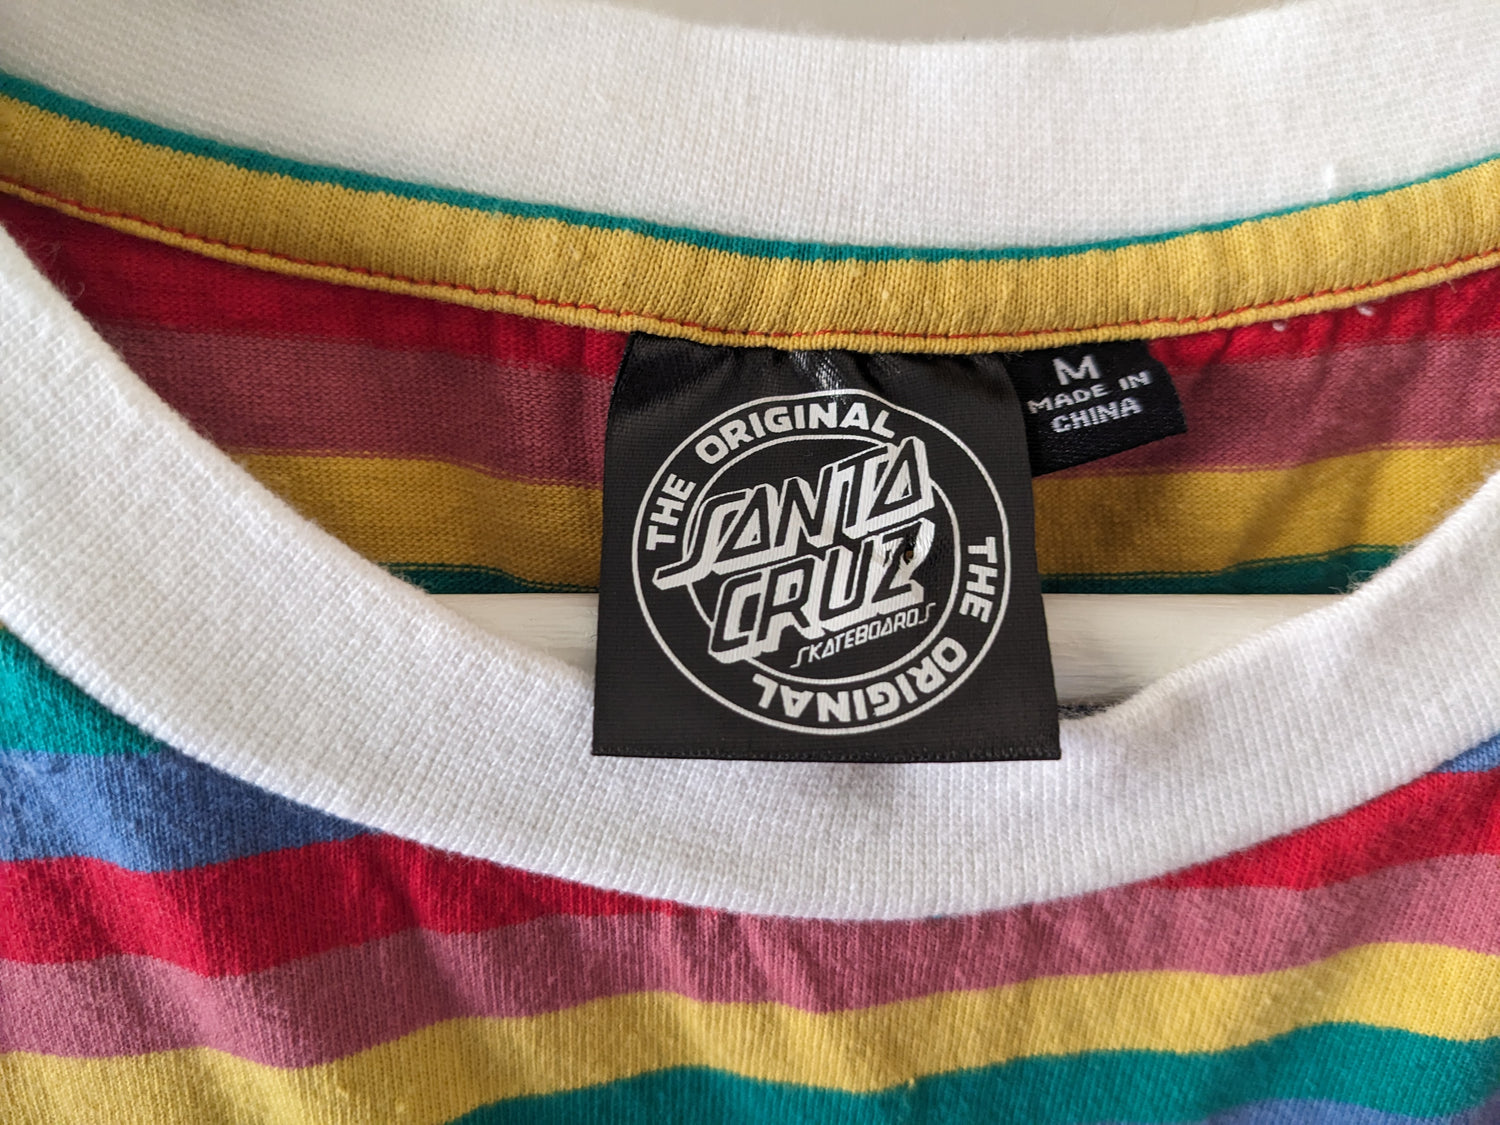 THE ORIGINAL
SANTA
CRUZ
SKATEBOARDS
THE ORIGINAL
M
MADE IN
CHINA